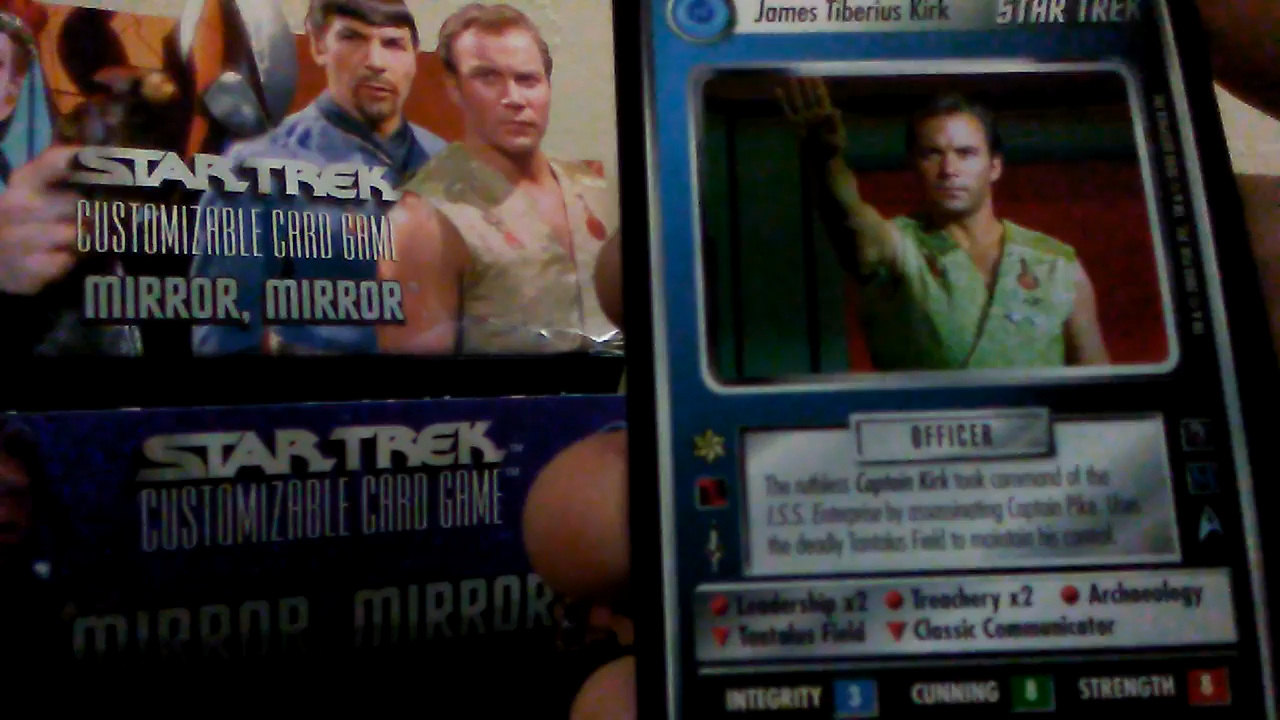 STAR TREK
CUSTOMIZABLE CARD GAME
MIRROR, MIRROR
STAR TREK™
CUSTOMIZABLE CARD GAME™
MIRROR, MIRROR
James Tiberius Kirk STAR TREK
OFFICER
The ruthless Captain Kirk took command of the
I.S.S. Enterprise by assassinating Captain Pike. Uses
the deadly Tantalus Field to maintain his control.
Leadership x2 Treachery x2 Archaeology
Tantalus Field Classic Communicator
INTEGRITY 3 CUNNING 8 STRENGTH 8